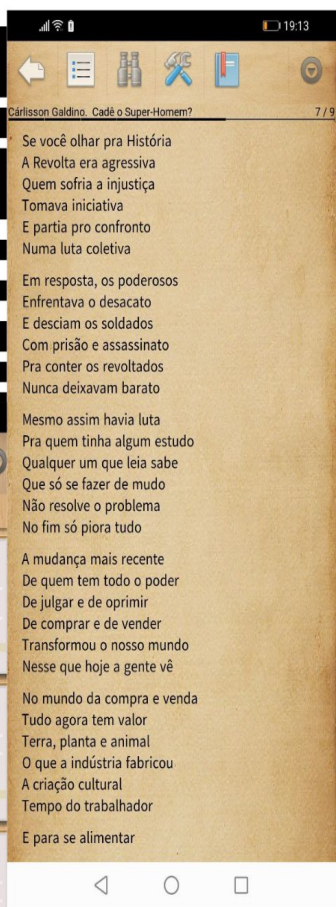 19:13
Cárlisson Galdino. Cadê o Super-Homem? 7 / 9
Se você olhar pra História
A Revolta era agressiva
Quem sofria a injustiça
Tomava iniciativa
E partia pro confronto
Numa luta coletiva
Em resposta, os poderosos
Enfrentava o desacato
E desciam os soldados
Com prisão e assassinato
Pra conter os revoltados
Nunca deixavam barato
Mesmo assim havia luta
Pra quem tinha algum estudo
Qualquer um que leia sabe
Que só se fazer de mudo
Não resolve o problema
No fim só piora tudo
A mudança mais recente
De quem tem todo o poder
De julgar e de oprimir
De comprar e de vender
Transformou o nosso mundo
Nesse que hoje a gente vê
No mundo da compra e venda
Tudo agora tem valor
Terra, planta e animal
O que a indústria fabricou
A criação cultural
Tempo do trabalhador
E para se alimentar